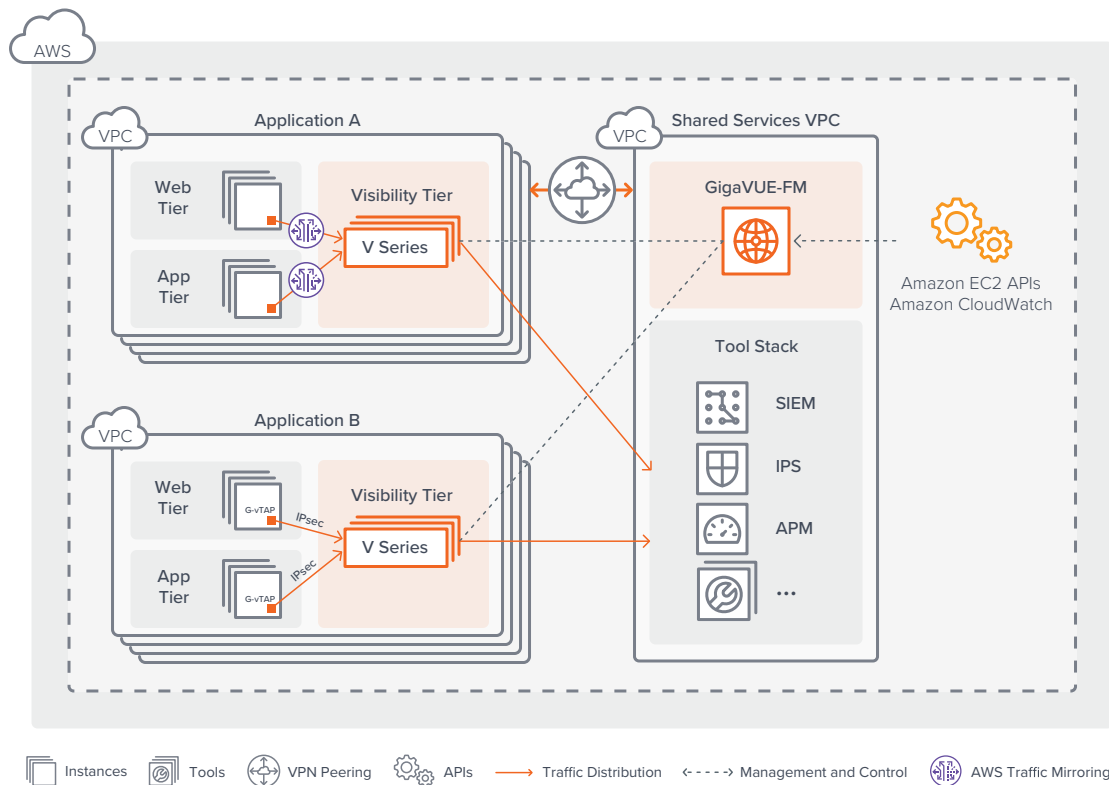 AWS
VPC
Application A
Web
Tier
App
Tier
Visibility Tier
V Series
VPC
Shared Services VPC
GigaVUE-FM
Amazon EC2 APIs
Amazon CloudWatch
Tool Stack
SIEM
IPS
APM
...
VPC
Application B
Web
Tier
G-vTAP
IPsec
App
Tier
G-vTAP
IPsec
Visibility Tier
V Series
Instances
Tools
VPN Peering
APIs
Traffic Distribution
Management and Control
AWS Traffic Mirroring